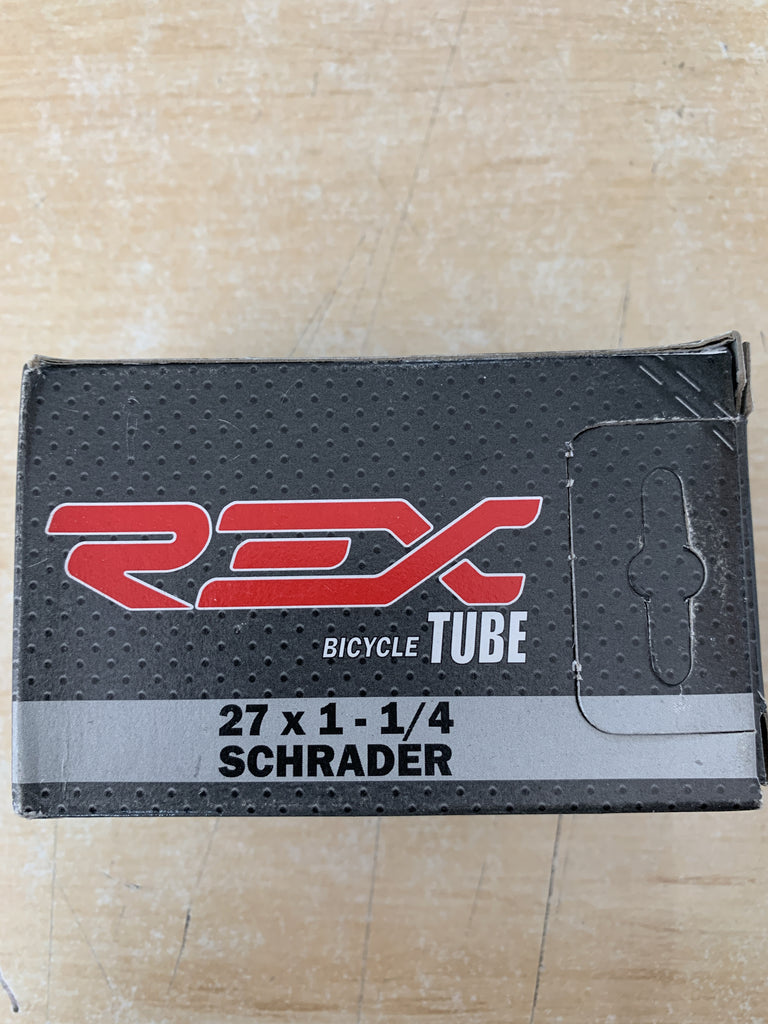 REX
BICYCLE TUBE
27 x 1 - 1/4
SCHRADER